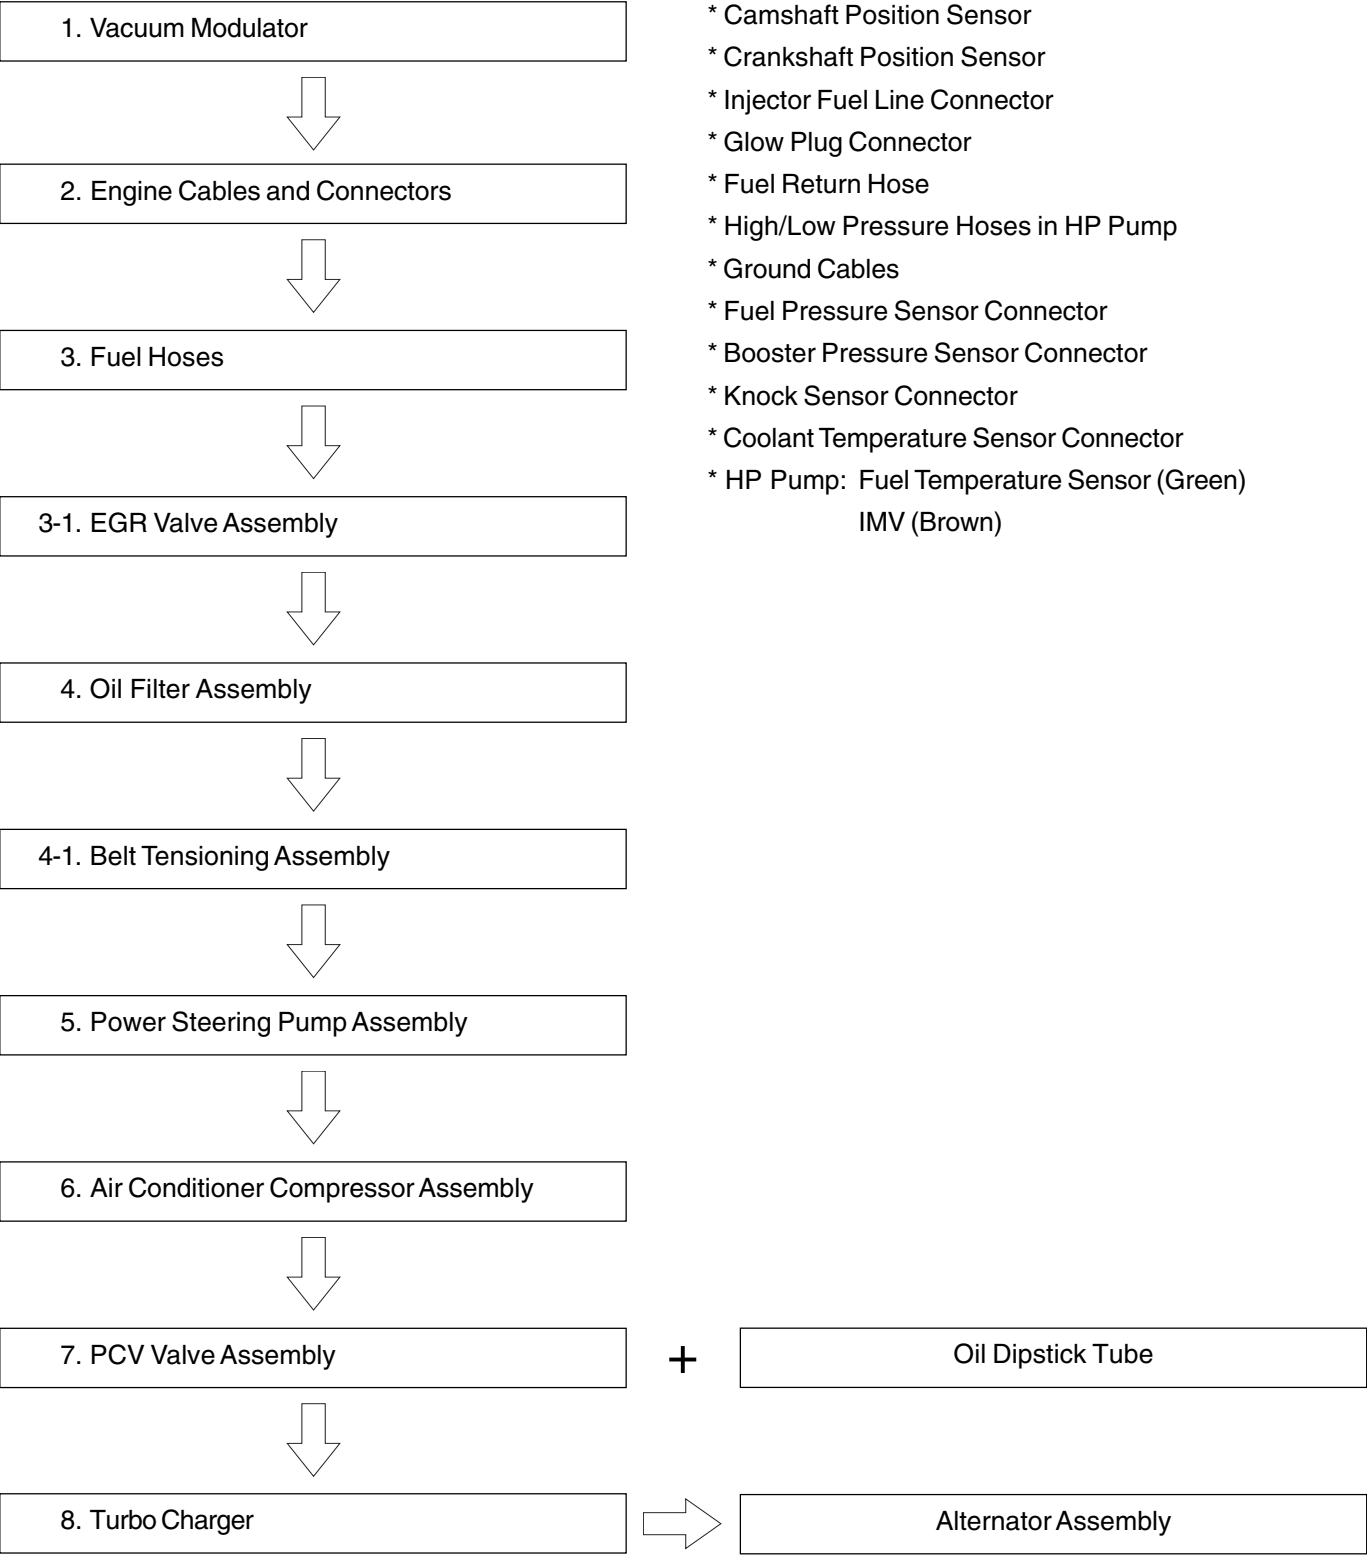 1. Vacuum Modulator
2. Engine Cables and Connectors
3. Fuel Hoses
3-1. EGR Valve Assembly
4. Oil Filter Assembly
4-1. Belt Tensioning Assembly
5. Power Steering Pump Assembly
6. Air Conditioner Compressor Assembly
7. PCV Valve Assembly
+
Oil Dipstick Tube
8. Turbo Charger
Alternator Assembly
* Camshaft Position Sensor
* Crankshaft Position Sensor
* Injector Fuel Line Connector
* Glow Plug Connector
* Fuel Return Hose
* High/Low Pressure Hoses in HP Pump
* Ground Cables
* Fuel Pressure Sensor Connector
* Booster Pressure Sensor Connector
* Knock Sensor Connector
* Coolant Temperature Sensor Connector
* HP Pump: Fuel Temperature Sensor (Green)
IMV (Brown)